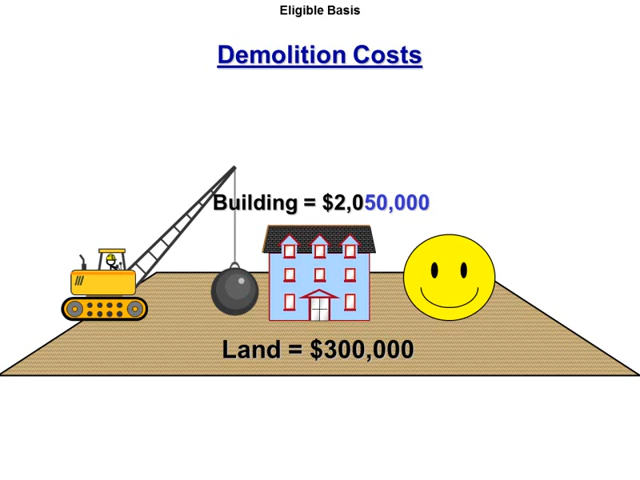 Eligible Basis
Demolition Costs
Building = $2,050,000
Land = $300,000